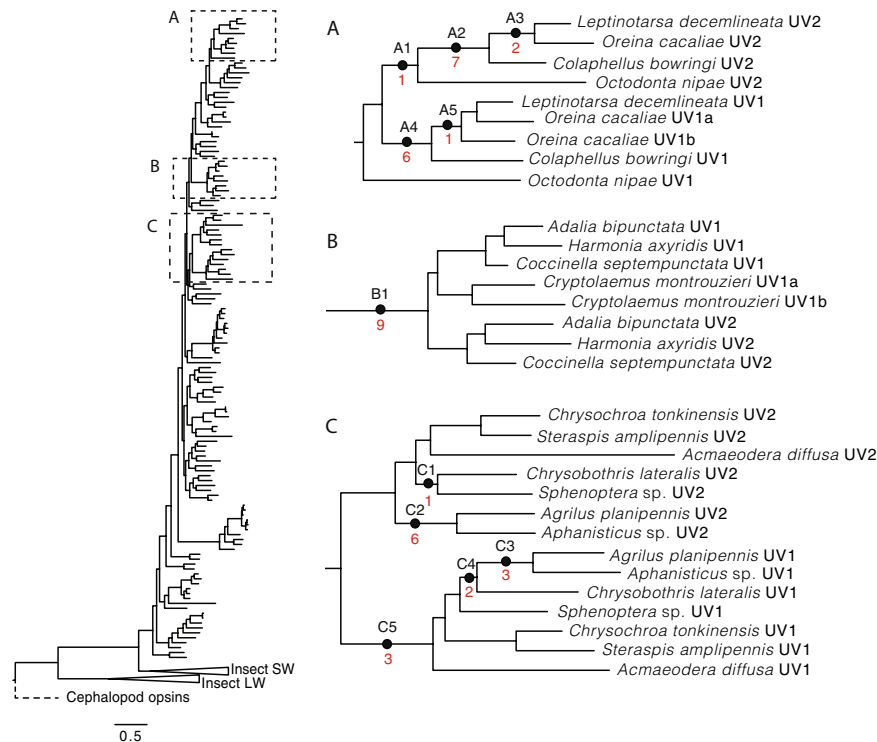 A
B
C
Insect SW
Insect LW
Cephalopod opsins
0.5
A
A3
Leptinotarsa decemlineata UV2
A2
2
Oreina cacaliae UV2
A1
7
Colaphellus bowringi UV2
1
Octodonta nipae UV2
A5
Leptinotarsa decemlineata UV1
A4
1
Oreina cacaliae UV1a
6
Oreina cacaliae UV1b
Colaphellus bowringi UV1
Octodonta nipae UV1
B
Adalia bipunctata UV1
Harmonia axyridis UV1
Coccinella septempunctata UV1
B1
Cryptolaemus montrouzieri UV1a
9
Cryptolaemus montrouzieri UV1b
Adalia bipunctata UV2
Harmonia axyridis UV2
Coccinella septempunctata UV2
C
Chrysochroa tonkinensis UV2
Steraspis amplipennis UV2
Acmaeodera diffusa UV2
C1
Chrysobothris lateralis UV2
1
Sphenoptera sp. UV2
C2
Agrilus planipennis UV2
6
Aphanisticus sp. UV2
C3
Agrilus planipennis UV1
C4
3
Aphanisticus sp. UV1
2
Chrysobothris lateralis UV1
Sphenoptera sp. UV1
C5
Chrysochroa tonkinensis UV1
3
Steraspis amplipennis UV1
Acmaeodera diffusa UV1